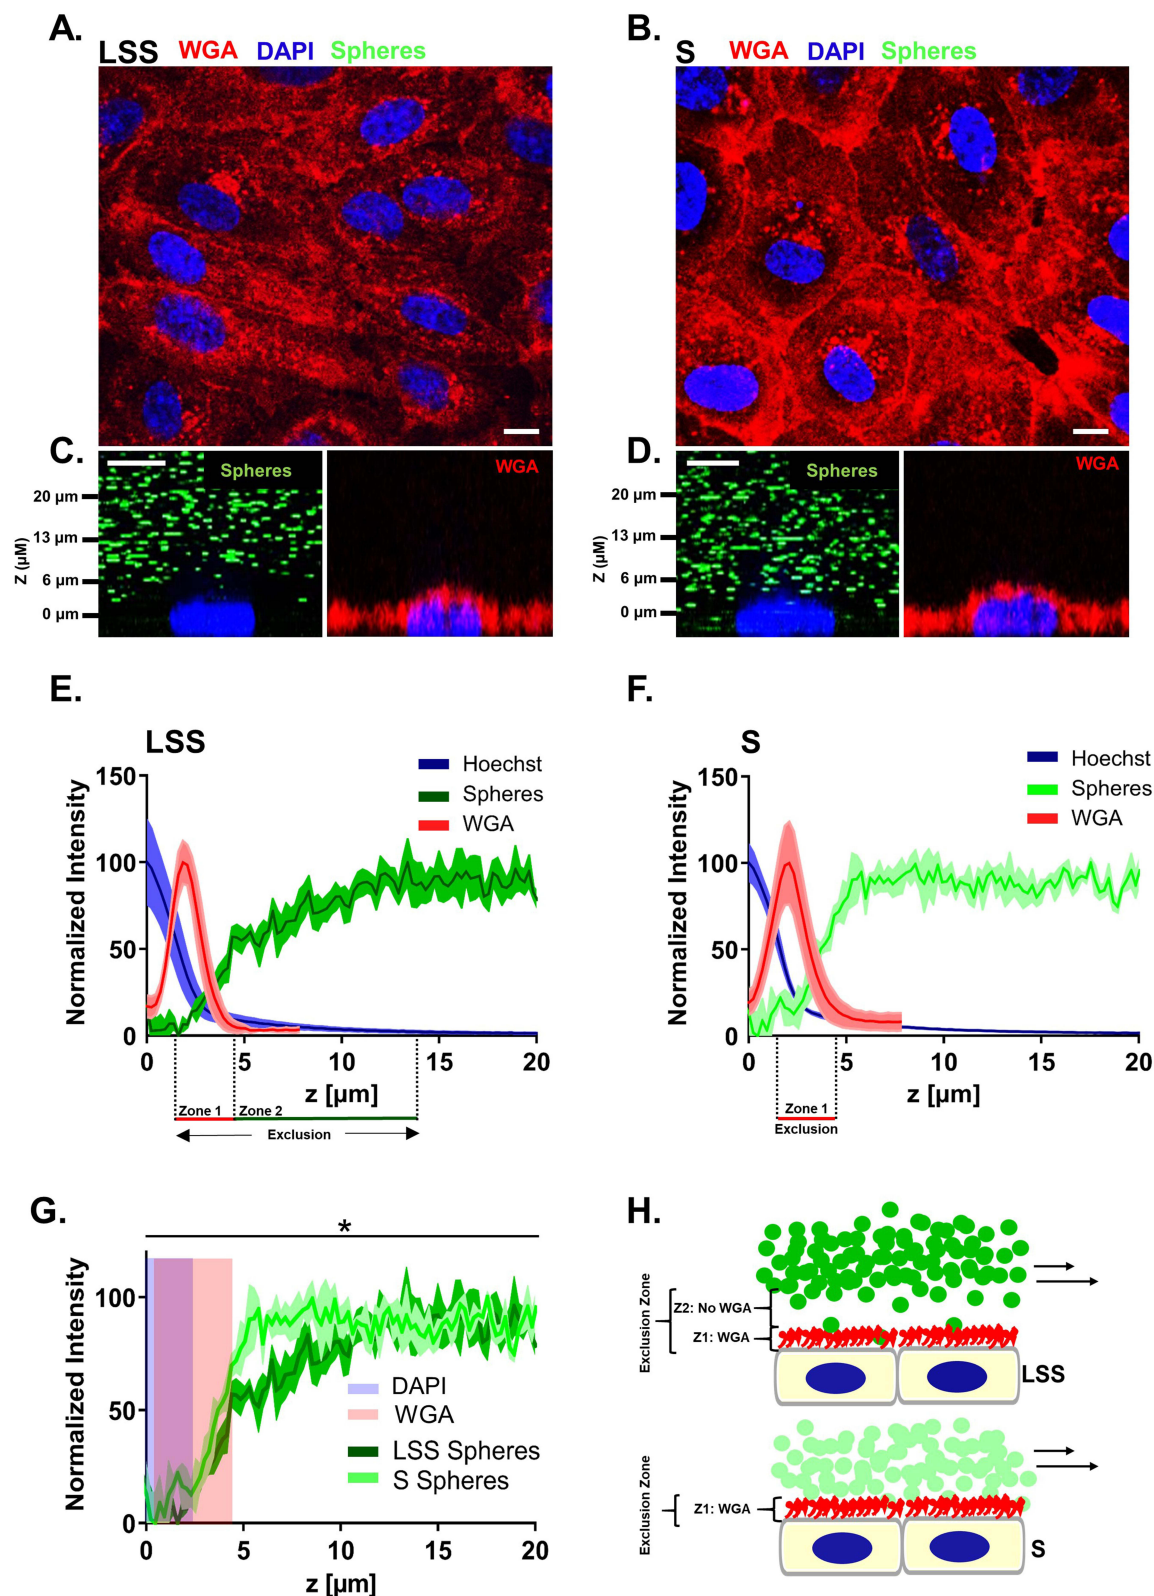 A.
LSS WGA DAPI Spheres
B.
S WGA DAPI Spheres
C.
Spheres
WGA
20 µm
13 µm
6 µm
0 µm
Z (µM)
D.
Spheres
WGA
20 µm
13 µm
6 µm
0 µm
Z (µM)
E.
LSS
Hoechst
Spheres
WGA
Normalized Intensity
150
100
50
0
0 5 10 15 20
z [µm]
Zone 1 Zone 2
Exclusion
F.
S
Hoechst
Spheres
WGA
Normalized Intensity
150
100
50
0
0 5 10 15 20
z [µm]
Zone 1
Exclusion
G.
*
Normalized Intensity
100
50
0
DAPI
WGA
LSS Spheres
S Spheres
0 5 10 15 20
z [µm]
H.
Exclusion Zone
Z2: No WGA
Z1: WGA
LSS
Exclusion Zone
Z1: WGA
S